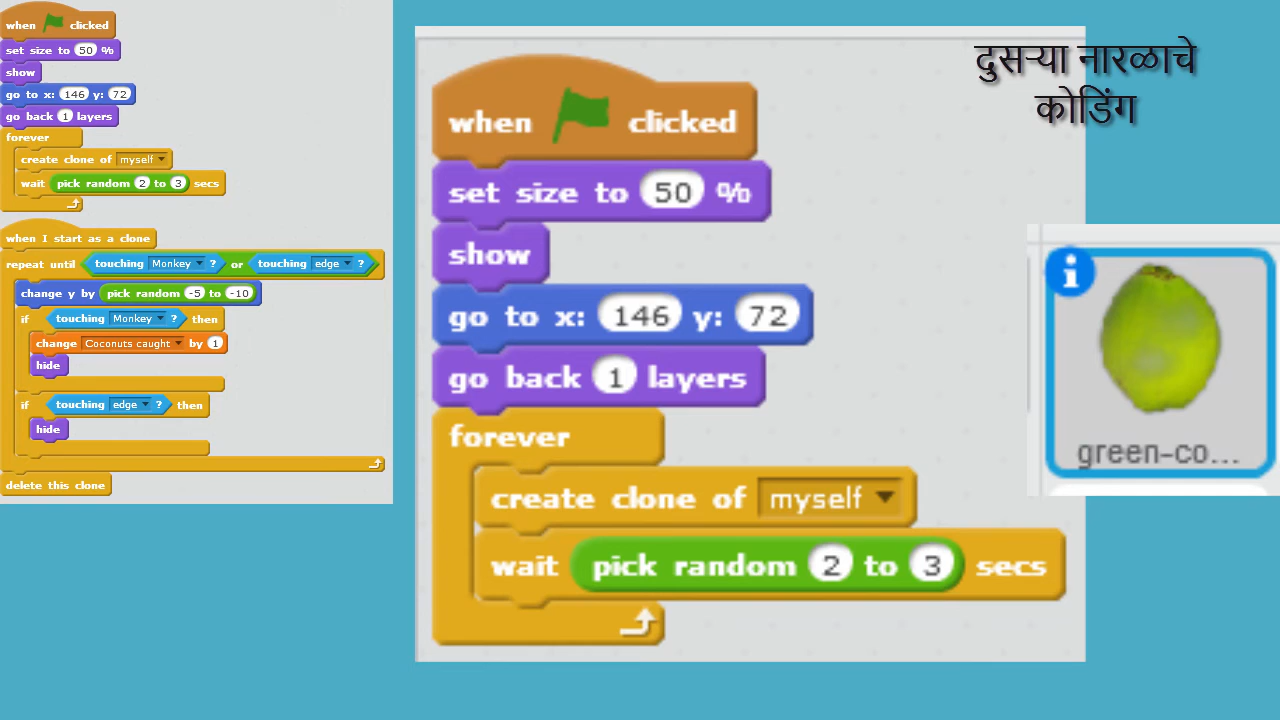 when clicked
set size to 50 %
show
go to x: 146 y: 72
go back 1 layers
forever
create clone of myself
wait pick random 2 to 3 secs
when I start as a clone
repeat until touching Monkey ? or touching edge ?
change y by pick random -5 to -10
if touching Monkey ? then
change Coconuts caught by 1
hide
if touching edge ? then
hide
delete this clone
when clicked
set size to 50 %
show
go to x: 146 y: 72
go back 1 layers
forever
create clone of myself
wait pick random 2 to 3 secs
दुसऱ्या नारळाचे
कोडिंग
i
green-co...